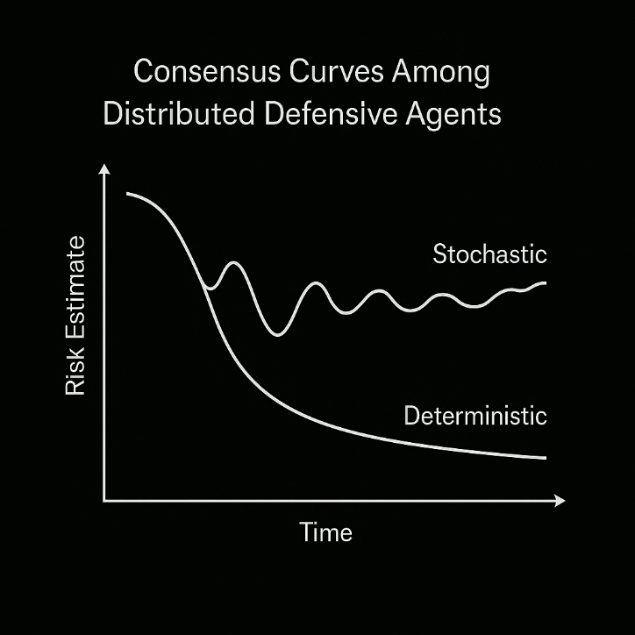 Consensus Curves Among
Distributed Defensive Agents
Risk Estimate
Stochastic
Deterministic
Time